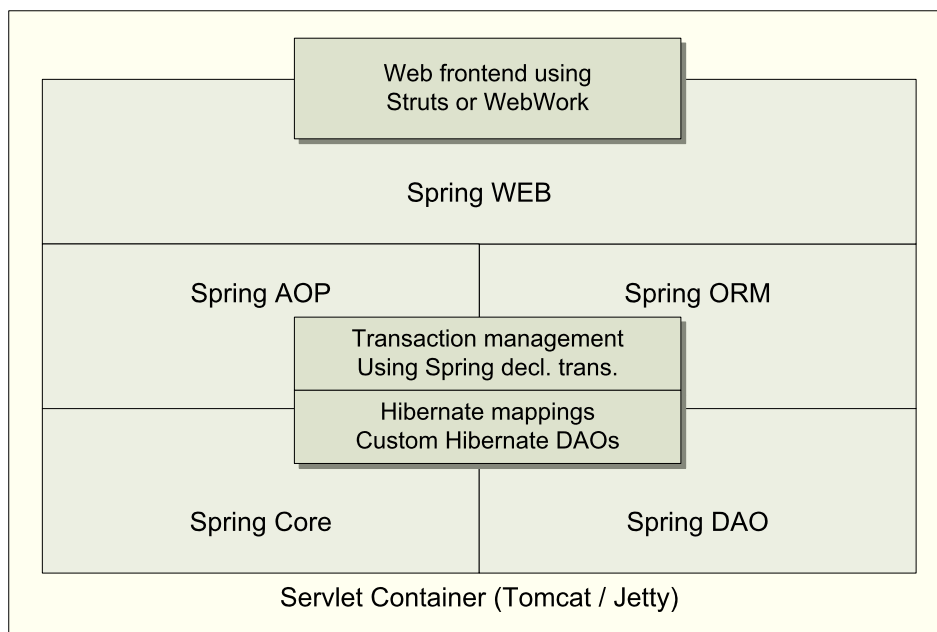 Web frontend using
Struts or WebWork
Spring WEB
Spring AOP
Spring ORM
Transaction management
Using Spring decl. trans.
Hibernate mappings
Custom Hibernate DAOs
Spring Core
Spring DAO
Servlet Container (Tomcat / Jetty)